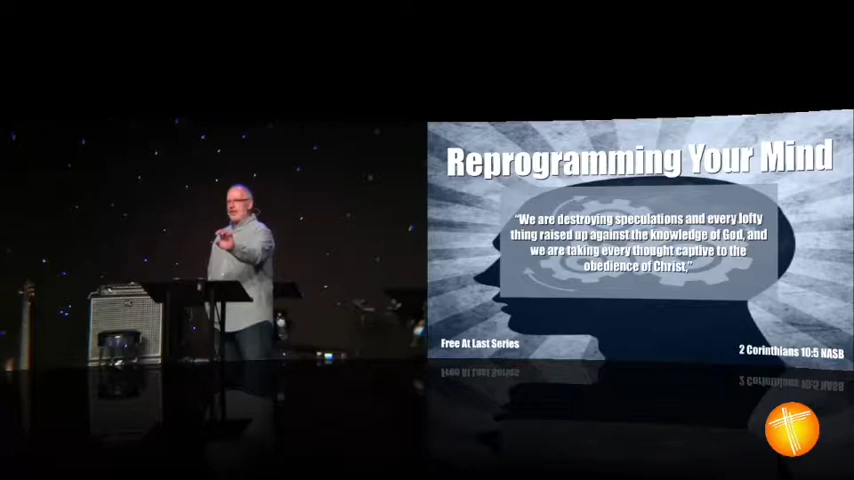 Reprogramming Your Mind
"We are destroying speculations and every lofty
thing raised up against the knowledge of God, and
we are taking every thought captive to the
obedience of Christ,"
Free At Last Series
2 Corinthians 10:5 NASB